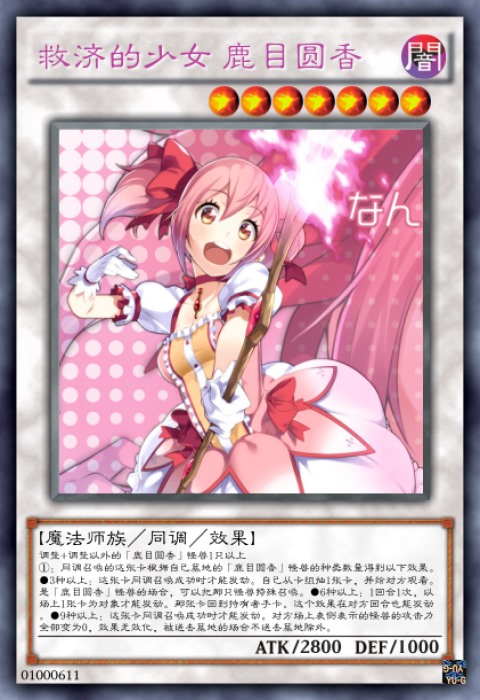 救济的少女 鹿目圆香
闇
なん
【魔法师族／同调／效果】
调整+调整以外的「鹿目圆香」怪兽1只以上
①：同调召唤的这张卡根据自己墓地的「鹿目圆香」怪兽的种类数量得到以下效果。
●3种以上：这张卡同调召唤成功时才能发动。自己从卡组抽1张卡，并给对方观看。
是「鹿目圆香」怪兽的场合，可以把那只怪兽特殊召唤。●6种以上：1回合1次，以
场上1张卡为对象才能发动。那张卡回到持有者手卡，这个效果在对方回合也能发动
。●9种以上：这张卡同调召唤成功时才能发动。对方场上表侧表示的怪兽的攻击力
全部变为0，效果无效化，被送去墓地的场合不送去墓地除外。
ATK/2800 DEF/1000
01000611